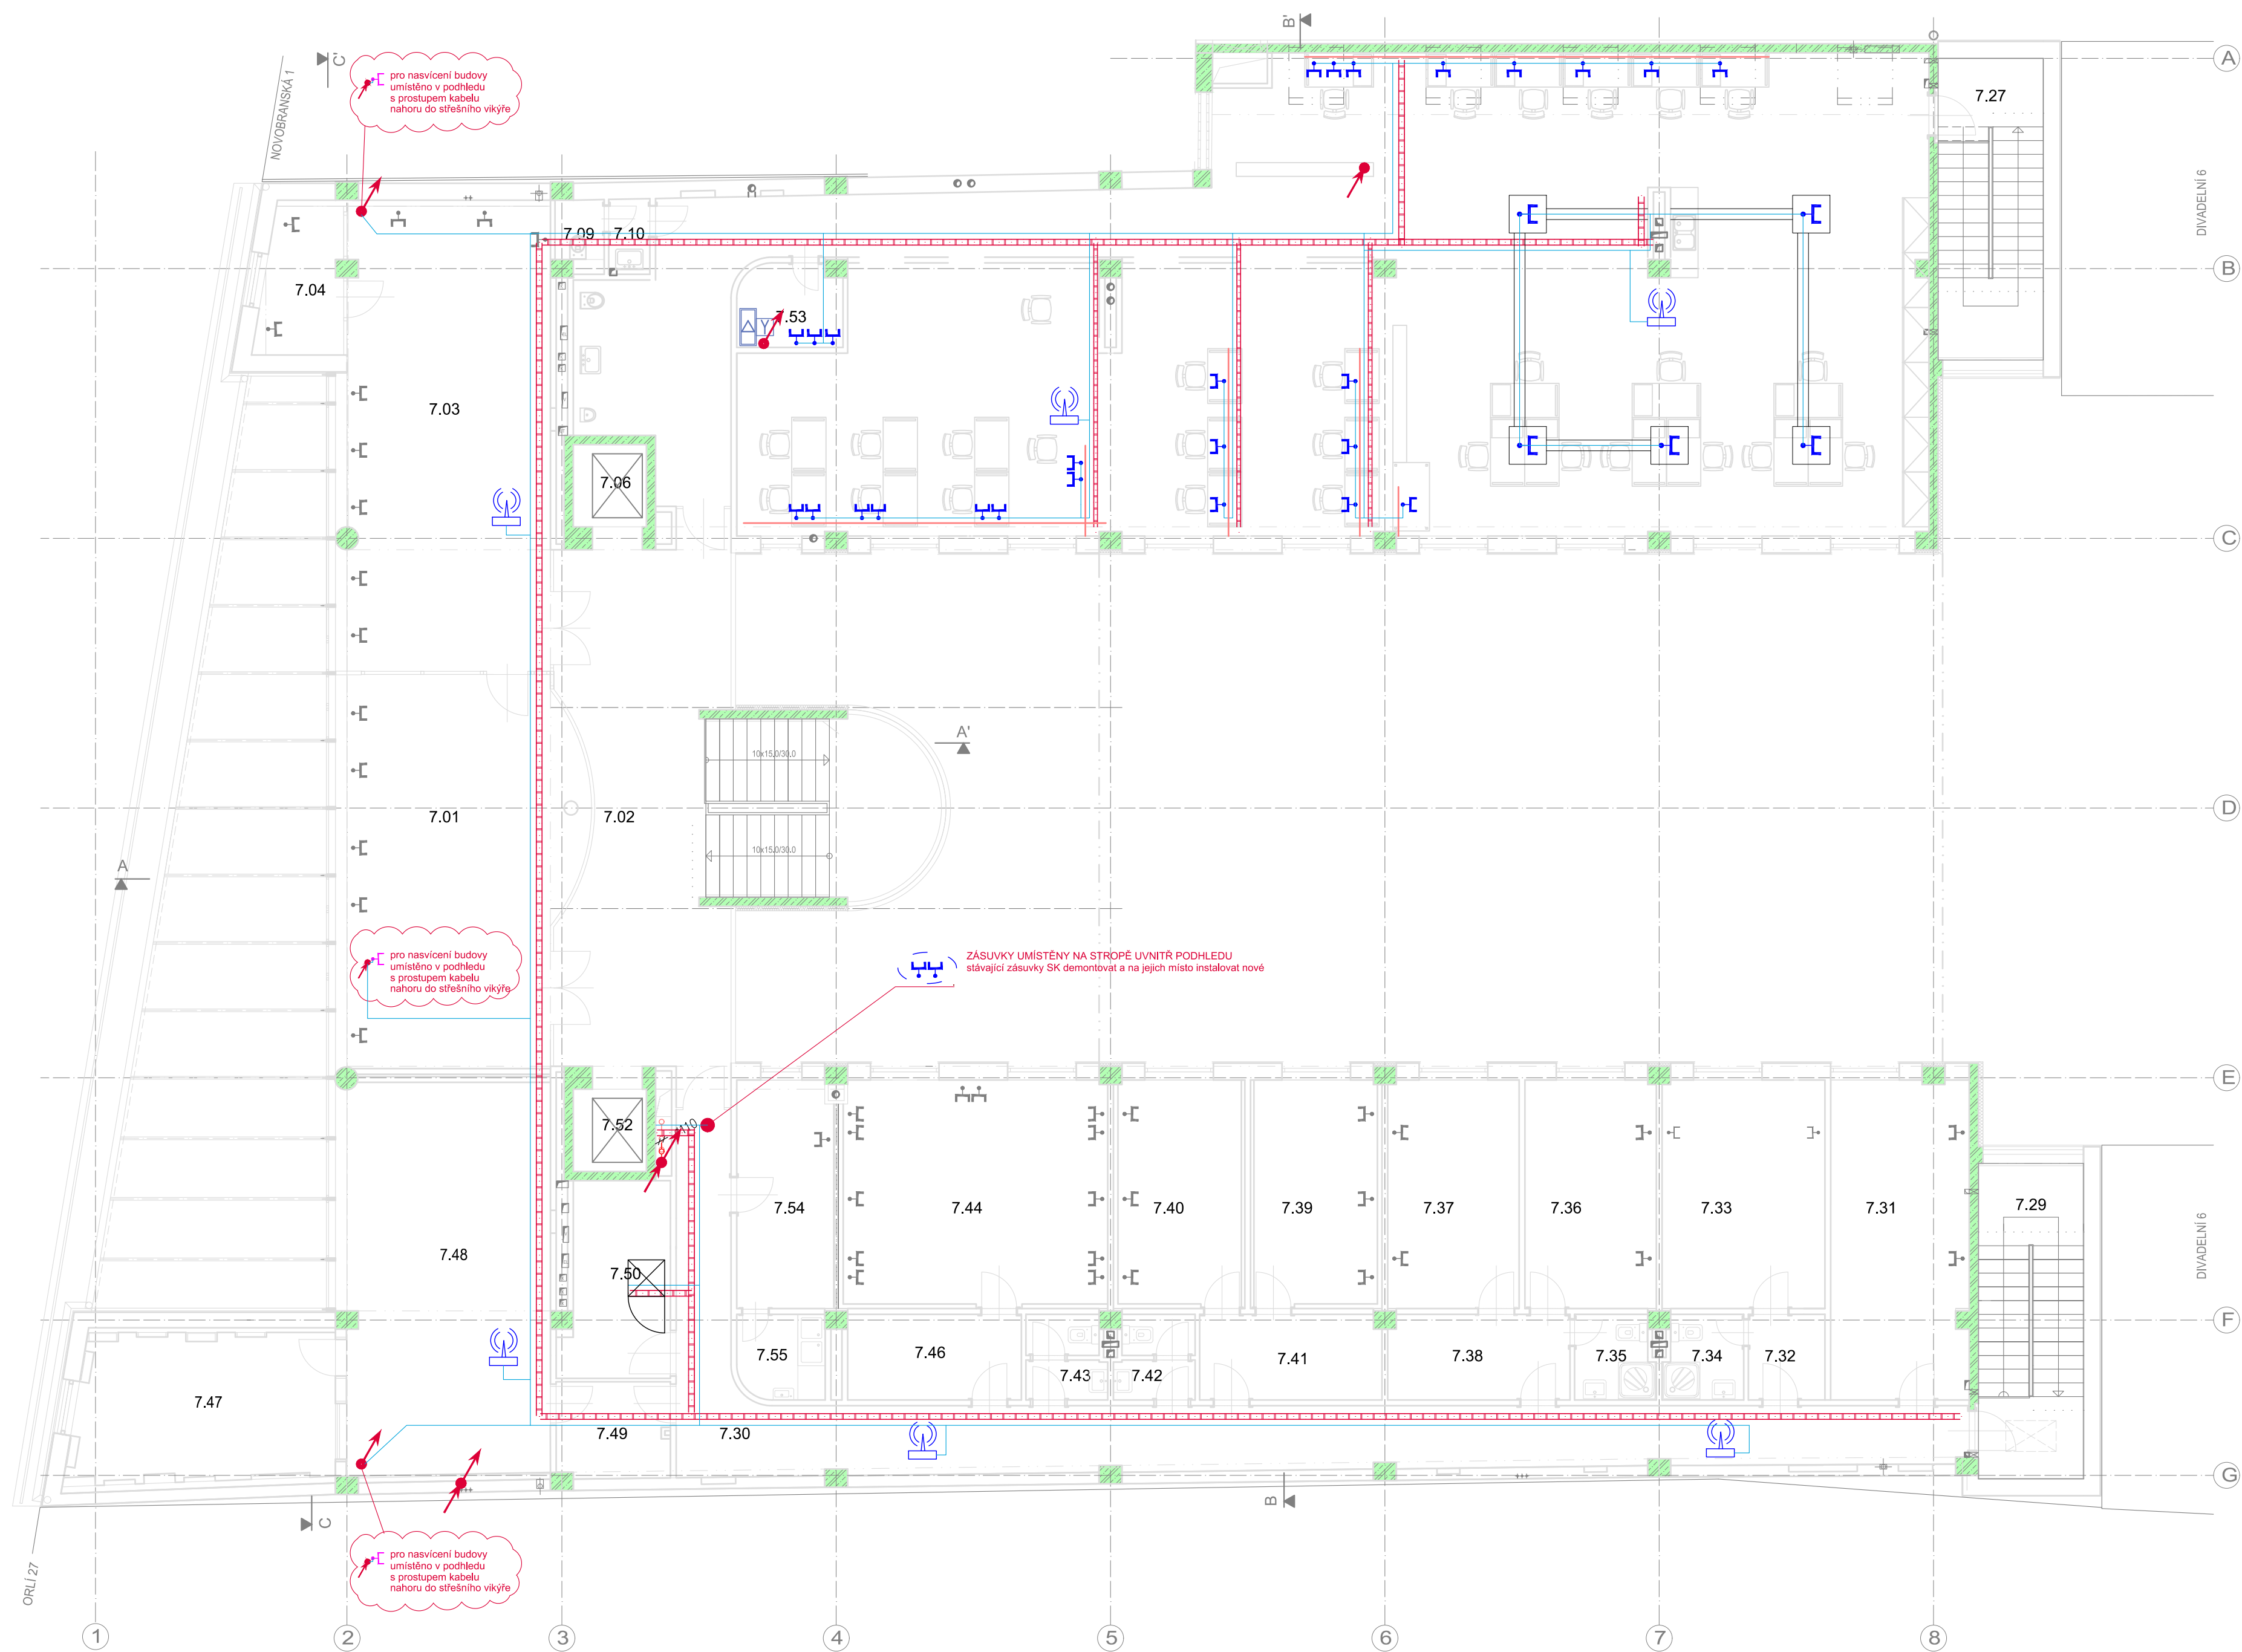 B'
C'
A
NOVOBRANSKÁ 1
pro nasvícení budovy
umístěno v podhledu
s prostupem kabelu
nahoru do střešního vikýře
7.27
DIVADELNÍ 6
7.09
7.10
B
7.04
7.53
Y
7.03
7.06
C
A'
10x15,0/30,0
7.01
7.02
D
10x15,0/30,0
A
pro nasvícení budovy
umístěno v podhledu
s prostupem kabelu
nahoru do střešního vikýře
ZÁSUVKY UMÍSTĚNY NA STROPĚ UVNITŘ PODHLEDU
stávající zásuvky SK demontovat a na jejich místo instalovat nové
E
7.52
7.54
7.44
7.40
7.39
7.37
7.36
7.33
7.31
7.29
DIVADELNÍ 6
7.48
7.50
F
7.55
7.46
7.43
7.42
7.41
7.38
7.35
7.34
7.32
7.47
7.49
7.30
G
C
B
pro nasvícení budovy
umístěno v podhledu
s prostupem kabelu
nahoru do střešního vikýře
ORLÍ 27
1
2
3
4
5
6
7
8